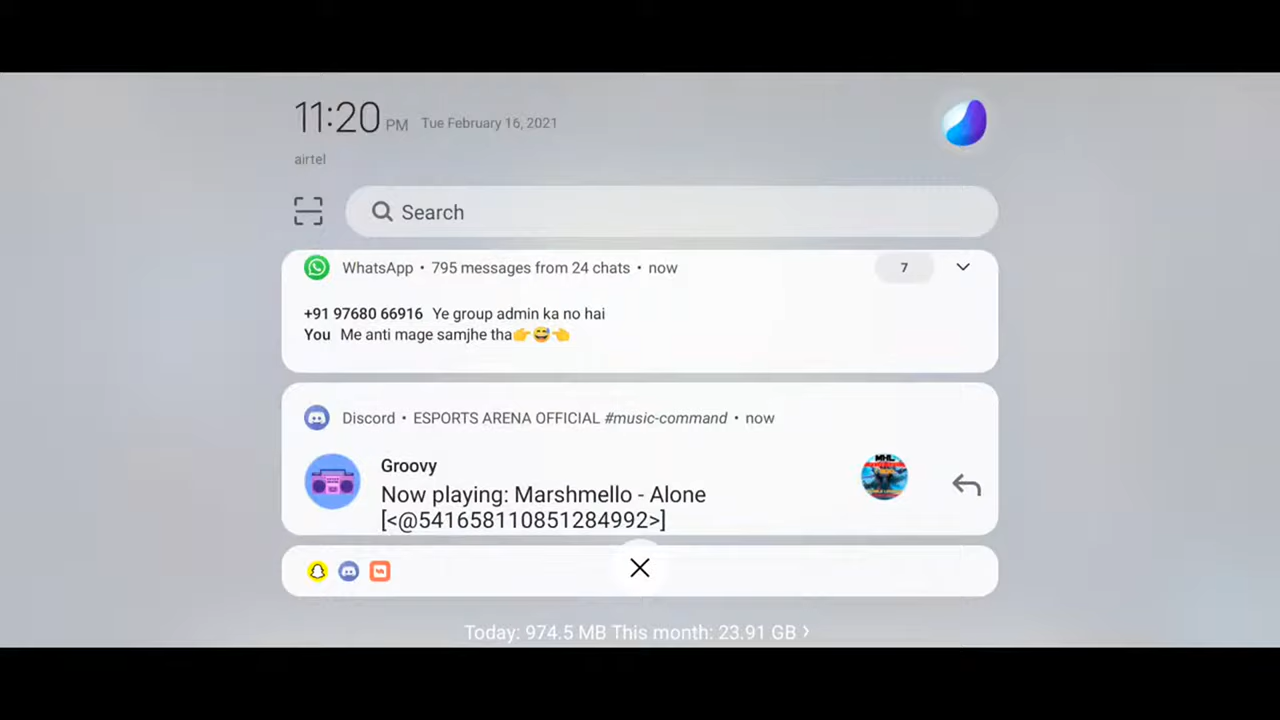 11:20 PM Tue February 16, 2021
airtel
Search
WhatsApp • 795 messages from 24 chats • now 7
+91 97680 66916 Ye group admin ka no hai
You Me anti mage samjhe tha👉😅👈
Discord • ESPORTS ARENA OFFICIAL #music-command • now
Groovy
MHL
Now playing: Marshmello - Alone
[<@541658110851284992>]
Today: 974.5 MB This month: 23.91 GB >